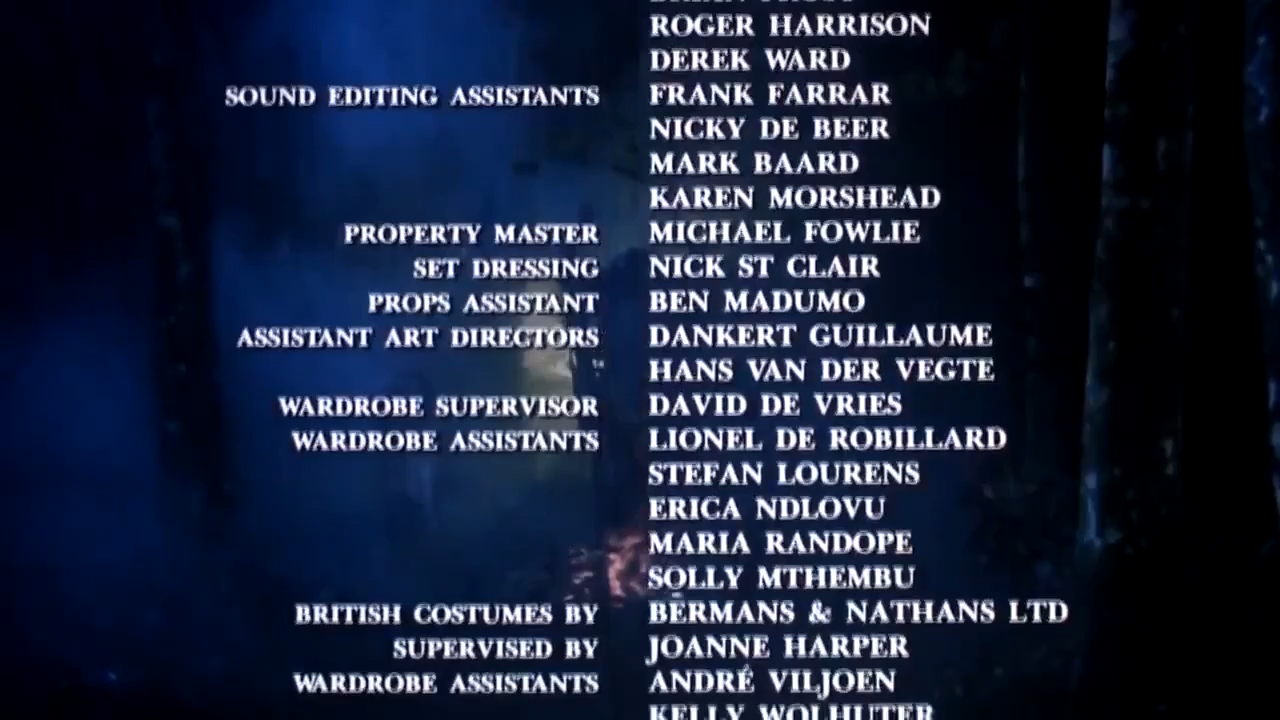 ROGER HARRISON
DEREK WARD
SOUND EDITING ASSISTANTS FRANK FARRAR
NICKY DE BEER
MARK BAARD
KAREN MORSHEAD
PROPERTY MASTER MICHAEL FOWLIE
SET DRESSING NICK ST CLAIR
PROPS ASSISTANT BEN MADUMO
ASSISTANT ART DIRECTORS DANKERT GUILLAUME
HANS VAN DER VEGTE
WARDROBE SUPERVISOR DAVID DE VRIES
WARDROBE ASSISTANTS LIONEL DE ROBILLARD
STEFAN LOURENS
ERICA NDLOVU
MARIA RANDOPE
SOLLY MTHEMBU
BRITISH COSTUMES BY BERMANS & NATHANS LTD
SUPERVISED BY JOANNE HARPER
WARDROBE ASSISTANTS ANDRÉ VILJOEN
KELLY WOLHUTER